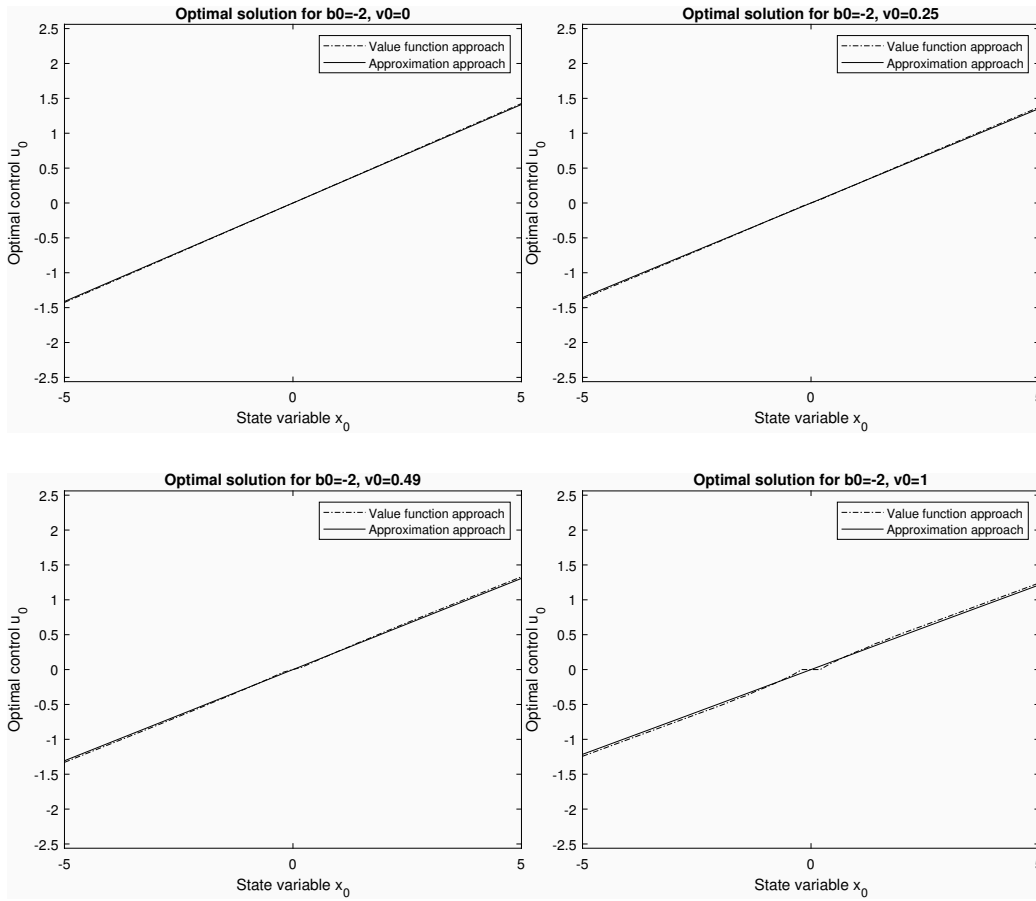 Optimal solution for b0=-2, v0=0
2.5
2
1.5
1
0.5
0
-0.5
-1
-1.5
-2
-2.5
-5
0
5
Optimal control u0
State variable x0
Value function approach
Approximation approach
Optimal solution for b0=-2, v0=0.25
2.5
2
1.5
1
0.5
0
-0.5
-1
-1.5
-2
-2.5
-5
0
5
Optimal control u0
State variable x0
Value function approach
Approximation approach
Optimal solution for b0=-2, v0=0.49
2.5
2
1.5
1
0.5
0
-0.5
-1
-1.5
-2
-2.5
-5
0
5
Optimal control u0
State variable x0
Value function approach
Approximation approach
Optimal solution for b0=-2, v0=1
2.5
2
1.5
1
0.5
0
-0.5
-1
-1.5
-2
-2.5
-5
0
5
Optimal control u0
State variable x0
Value function approach
Approximation approach